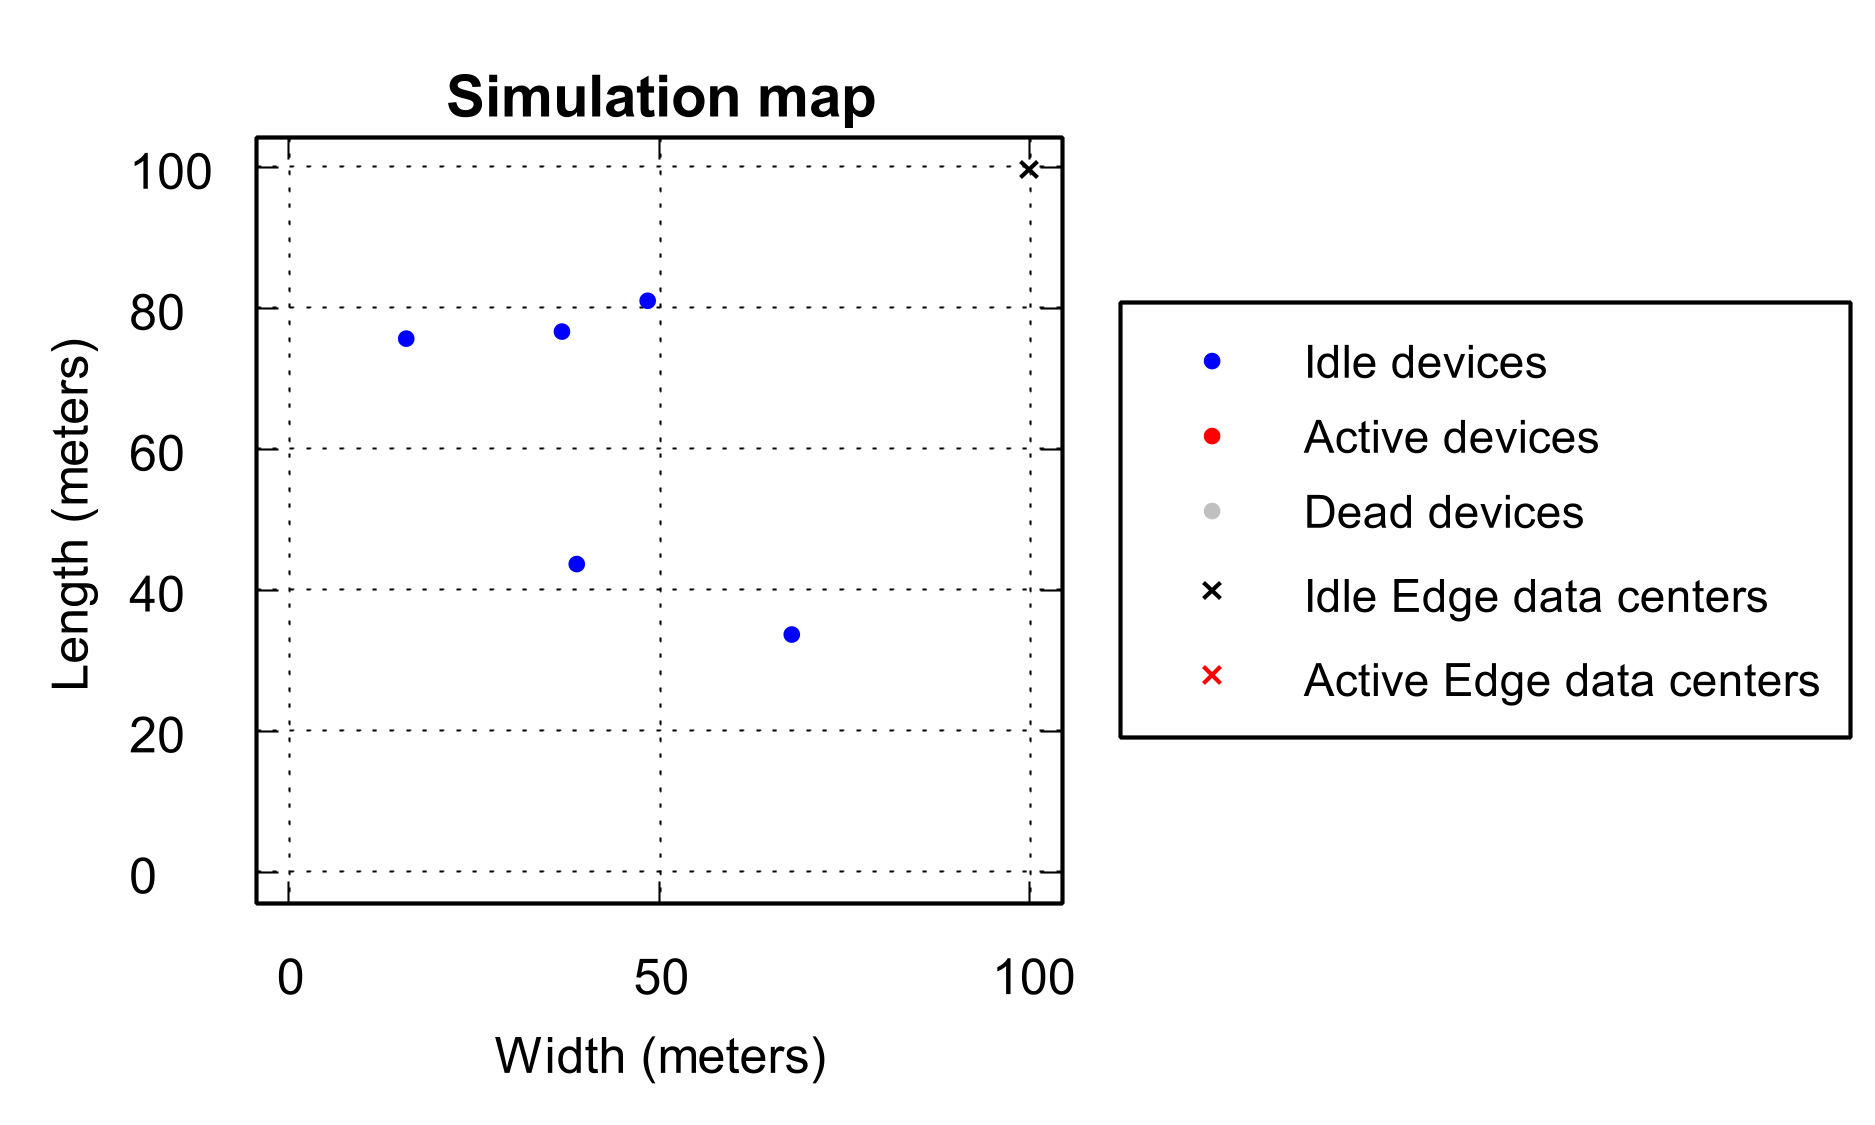 Simulation map
100
80
60
40
20
0
Length (meters)
0 50 100
Width (meters)
Idle devices
Active devices
Dead devices
Idle Edge data centers
Active Edge data centers